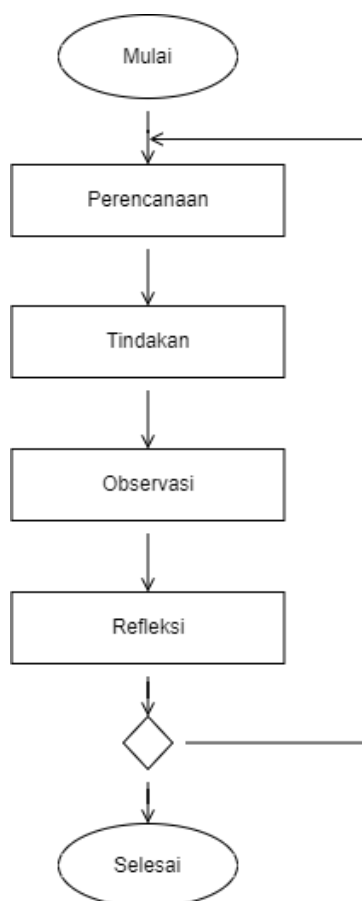 Mulai
Perencanaan
Tindakan
Observasi
Refleksi
Selesai